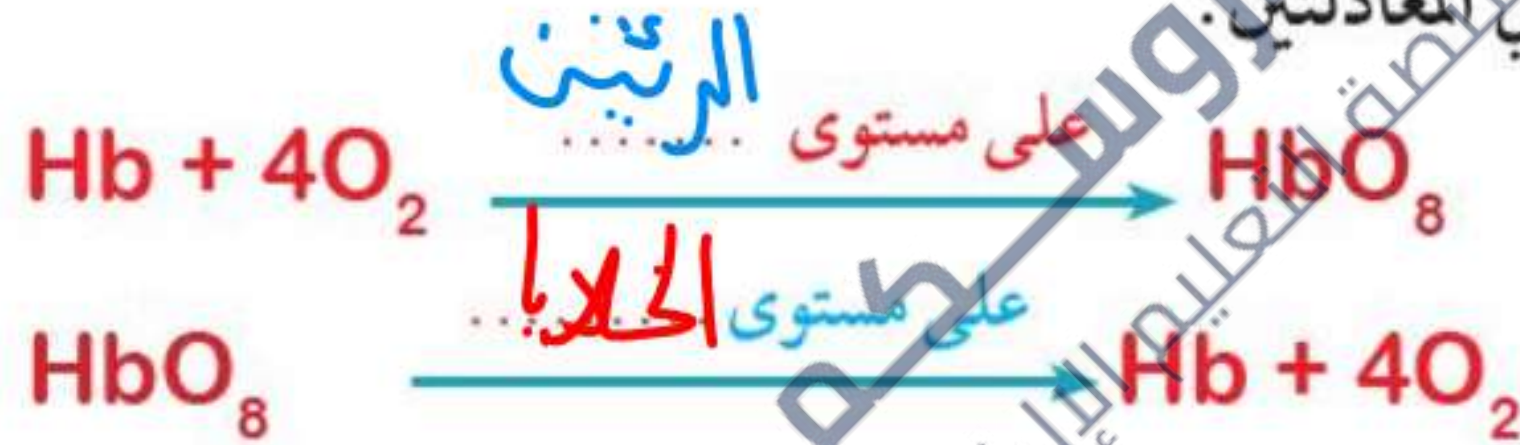 المعادلتين.
Hb + 4O₂ على مستوى الرئتين HbO₈
HbO₈ على مستوى الخلايا Hb + 4O₂